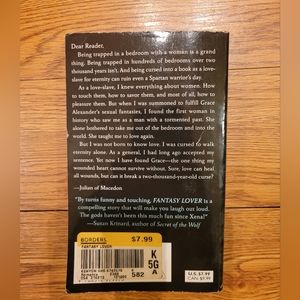 Dear Reader,
Being trapped in a bedroom with a woman is a grand
thing. Being trapped in hundreds of bedrooms over two
thousand years isn't. And being cursed into a book as a love-
slave for eternity can ruin even a Spartan warrior's day.
As a love-slave, I knew everything about women. How
to touch them, how to savor them, and most of all, how to
pleasure them. But when I was summoned to fulfill Grace
Alexander's sexual fantasies, I found the first woman in
history who saw me as a man with a tormented past. She
alone bothered to take me out of the bedroom and into the
world. She taught me to love again.
But I was not born to know love. I was cursed to walk
eternity alone. As a general, I had long ago accepted my
sentence. Yet now I have found Grace—the one thing my
wounded heart cannot survive without. Sure, love can heal
all wounds, but can it break a two-thousand-year-old curse?
—Julian of Macedon
"By turns funny and touching, FANTASY LOVER is a
compelling story that will make you laugh out loud.
The gods haven't been this much fun since Xena!"
—Susan Krinard, author of Secret of the Wolf
BORDERS
$7.99
FANTASY LOVER
K
5G
582
A
U.S. $7.99